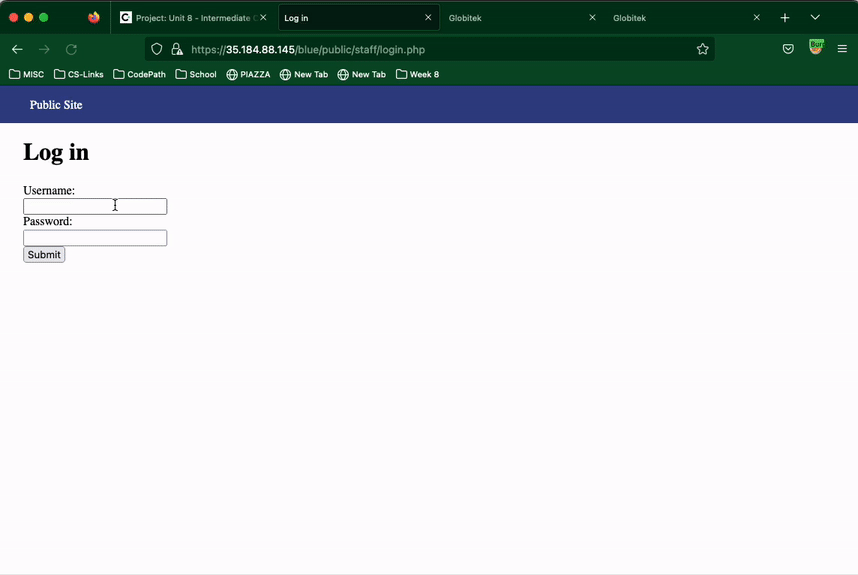 Project: Unit 8 - Intermediate
Log in
Globitek
Globitek
https://35.184.88.145/blue/public/staff/login.php
MISC
CS-Links
CodePath
School
PIAZZA
New Tab
New Tab
Week 8
Public Site
Log in
Username:
Password:
Submit